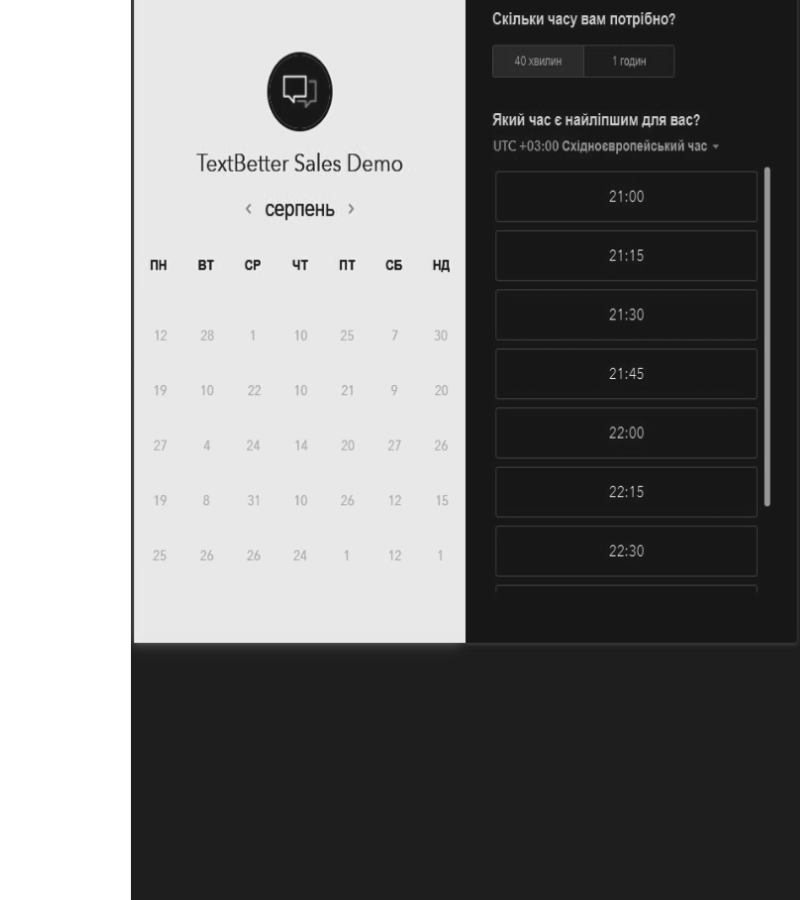 TextBetter Sales Demo
‹ серпень ›
ПН ВТ СР ЧТ ПТ СБ НД
12 28 1 10 25 7 30
19 10 22 10 21 9 20
27 4 24 14 20 27 26
19 8 31 10 26 12 15
25 26 26 24 1 12 1
Скільки часу вам потрібно?
40 хвилин 1 годин
Який час є найліпшим для вас?
UTC +03:00 Східноєвропейський час
21:00
21:15
21:30
21:45
22:00
22:15
22:30